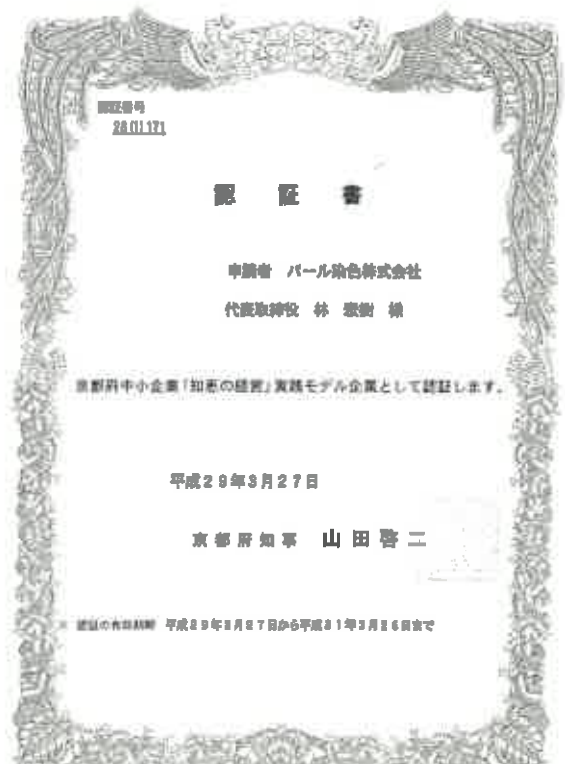 認証番号
28(1)171
認 証 書
申請者 パール染色株式会社
代表取締役 林 宏樹 様
京都府中小企業「知恵の経営」実践モデル企業として認証します。
平成29年3月27日
京都府知事 山田啓二
※ 認証の有効期間 平成29年3月27日から平成31年3月26日まで